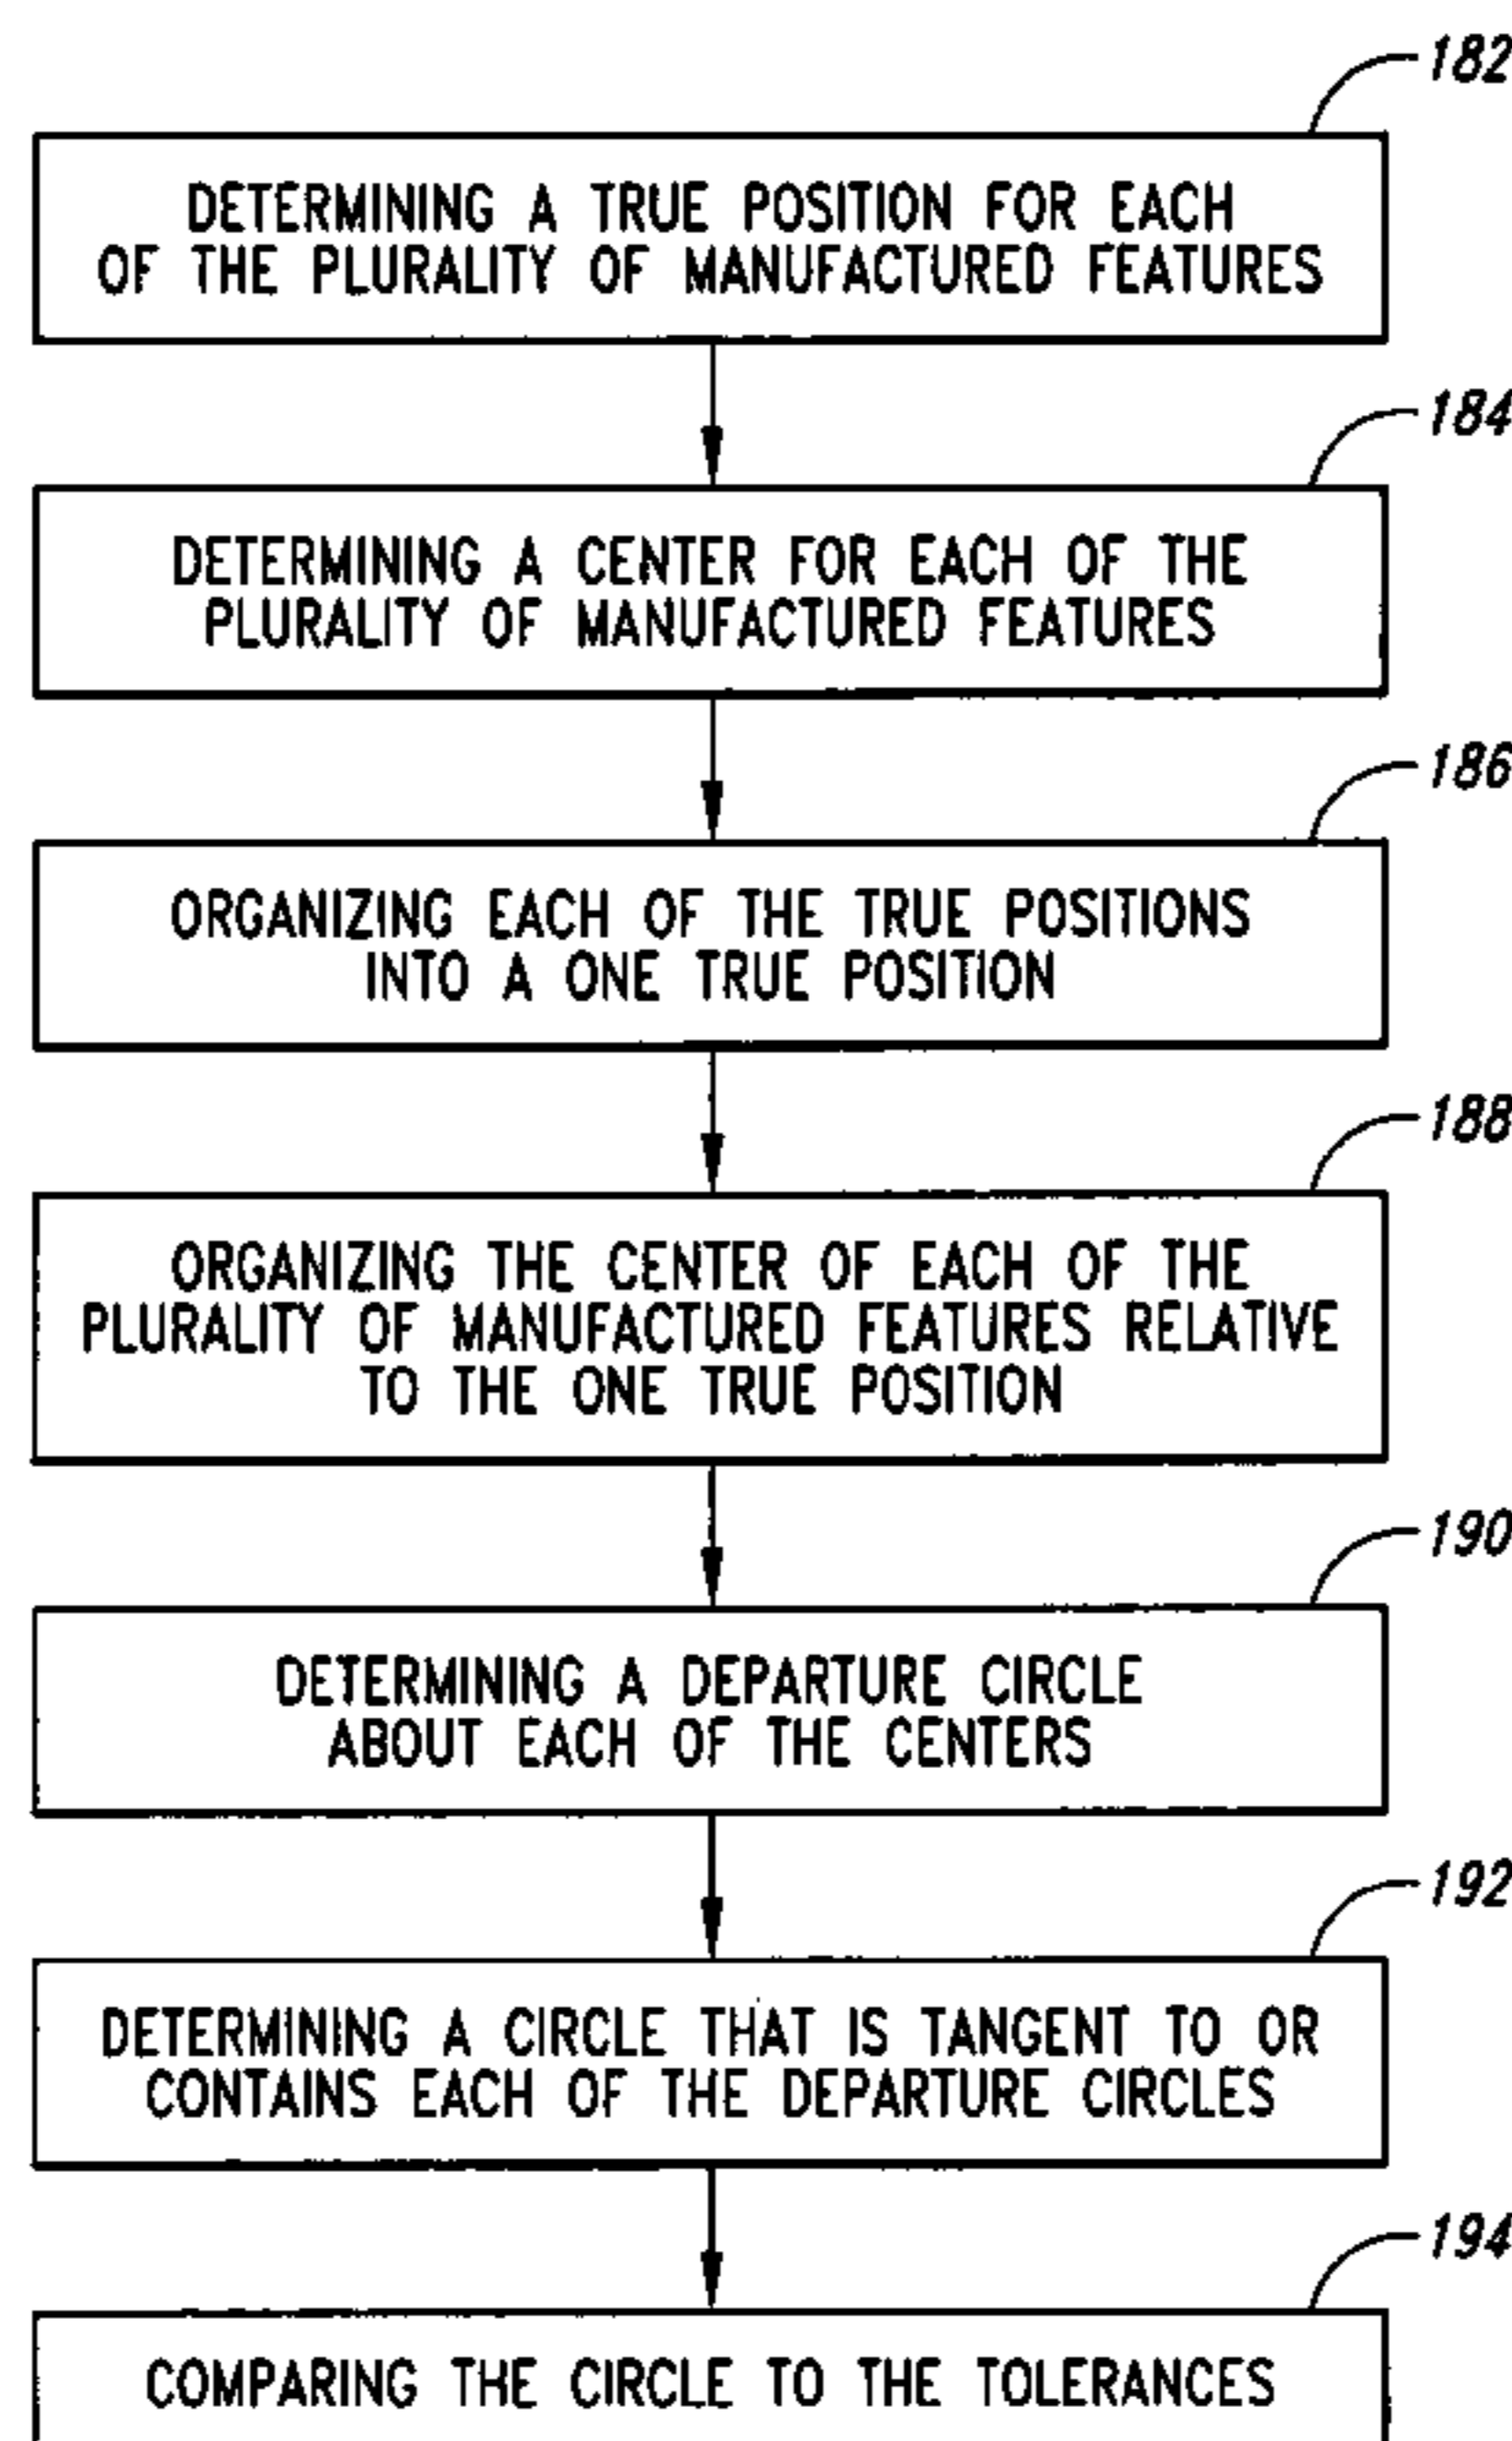 182
DETERMINING A TRUE POSITION FOR EACH
OF THE PLURALITY OF MANUFACTURED FEATURES
184
DETERMINING A CENTER FOR EACH OF THE
PLURALITY OF MANUFACTURED FEATURES
186
ORGANIZING EACH OF THE TRUE POSITIONS
INTO A ONE TRUE POSITION
188
ORGANIZING THE CENTER OF EACH OF THE
PLURALITY OF MANUFACTURED FEATURES RELATIVE
TO THE ONE TRUE POSITION
190
DETERMINING A DEPARTURE CIRCLE
ABOUT EACH OF THE CENTERS
192
DETERMINING A CIRCLE THAT IS TANGENT TO OR
CONTAINS EACH OF THE DEPARTURE CIRCLES
194
COMPARING THE CIRCLE TO THE TOLERANCES